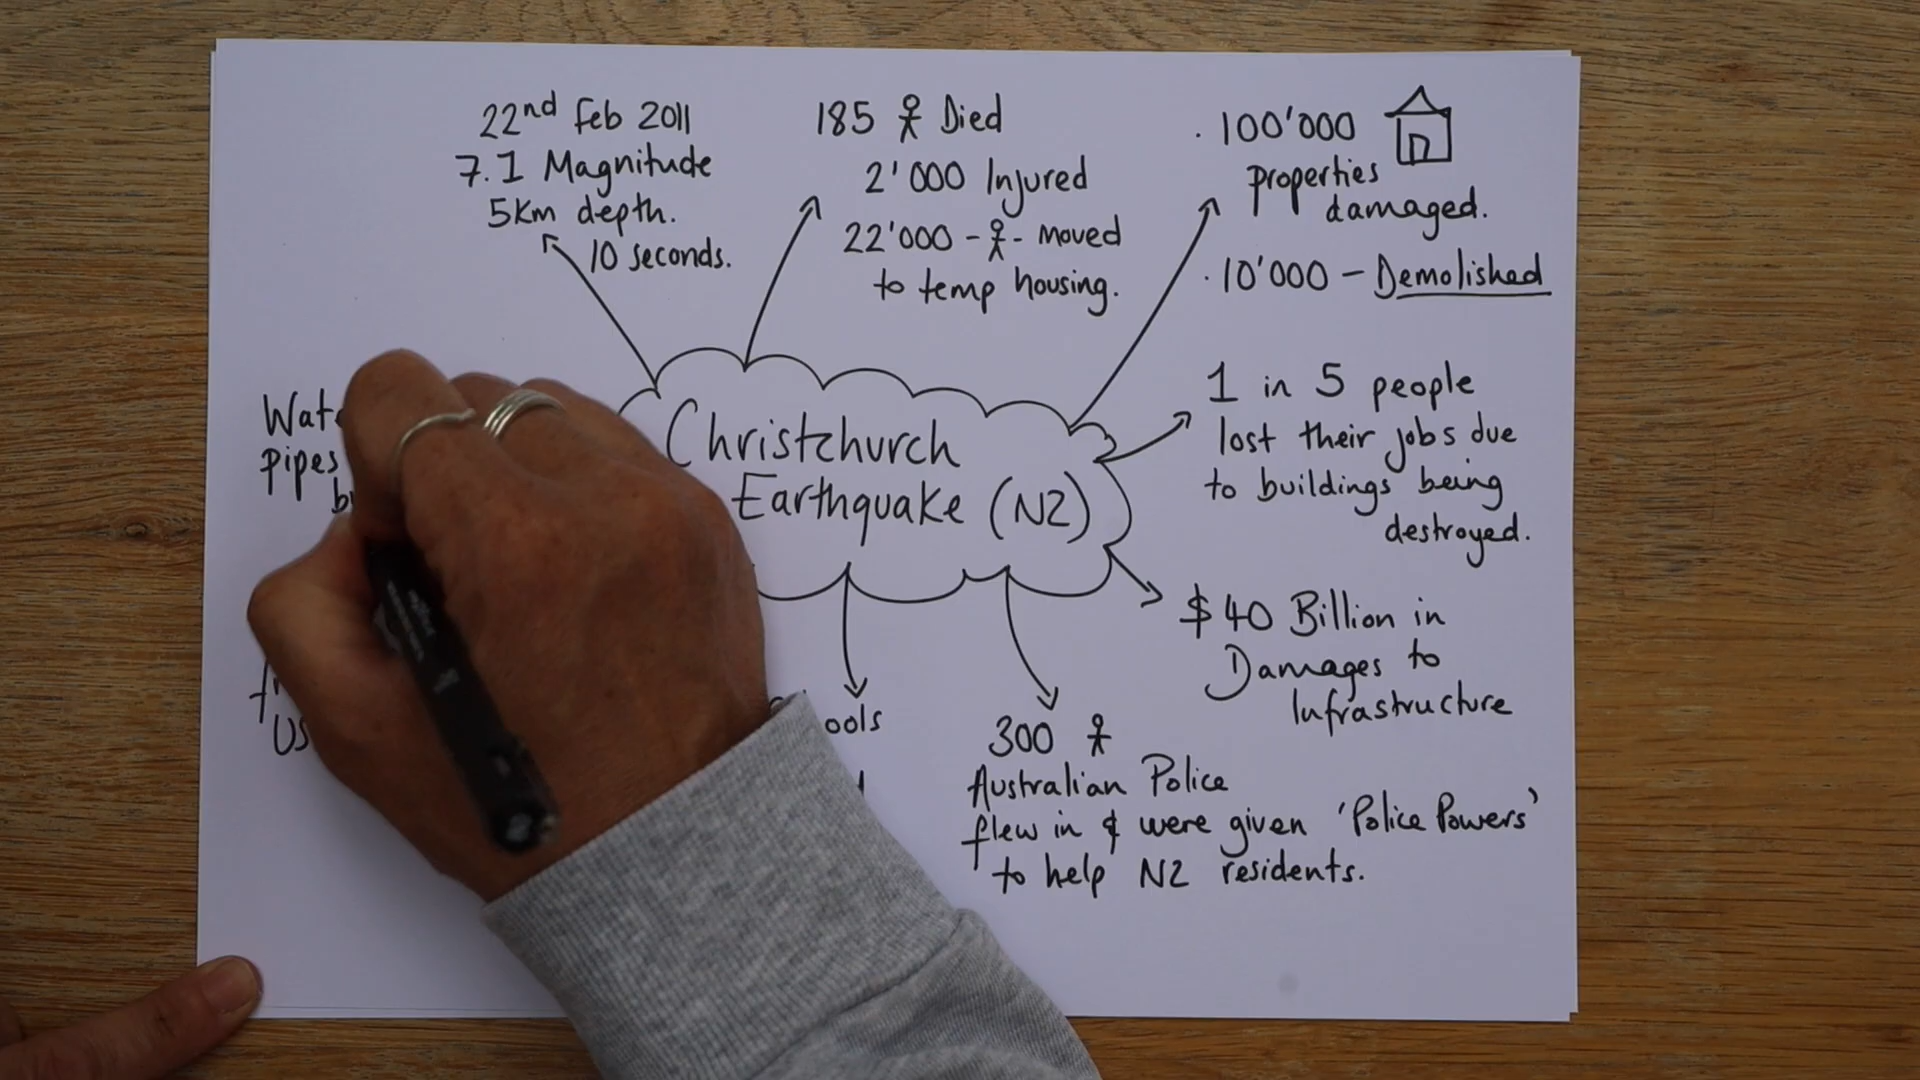 22nd Feb 2011
7.1 Magnitude
5Km depth.
10 seconds.
185 Died
2'000 Injured
22'000 - - moved
to temp housing.
· 100'000
properties
damaged.
· 10'000 - Demolished
Christchurch
Earthquake (NZ)
1 in 5 people
lost their jobs due
to buildings being
destroyed.
$40 Billion in
Damages to
Infrastructure
300
Australian Police
flew in & were given 'Police Powers'
to help NZ residents.
pipes